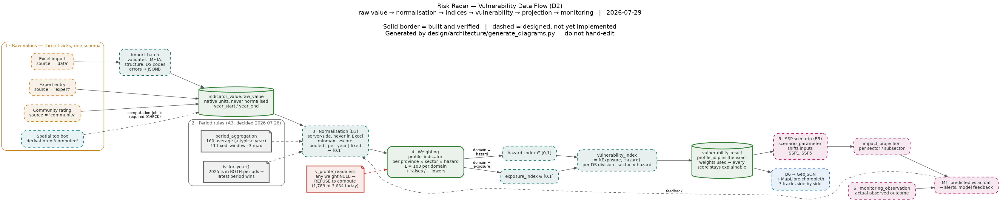 Risk Radar — Vulnerability Data Flow (D2)
raw value → normalisation → indices → vulnerability → projection → monitoring | 2026-07-29
Solid border = built and verified | dashed = designed, not yet implemented
Generated by design/architecture/generate_diagrams.py — do not hand-edit
1 · Raw values — three tracks, one schema
Excel import
source = 'data'
Expert entry
source = 'expert'
Community rating
source = 'community'
Spatial toolbox
derivation = 'computed'
import_batch
validates _META,
structure, DS codes
errors → JSONB
computation_job_id
required (CHECK)
indicator_value.raw_value
native units, never normalised
year_start / year_end
2 · Period rules (A3, decided 2026-07-26)
period_aggregation
160 average (a typical year)
11 fixed_window · 3 max
iv_for_year()
2025 is in BOTH periods →
latest period wins
3 · Normalisation (B3)
server-side, never in Excel
minmax | zscore
pooled | per_year | fixed
→ [0,1]
v_profile_readiness
any weight NULL →
REFUSE to compute
(1,783 of 3,664 today)
4 · Weighting
profile_indicator
per province × sector × hazard
Σ = 100 per domain
+ raises / − lowers
domain =
hazard
domain =
exposure
hazard_index ∈ [0,1]
exposure_index ∈ [0,1]
vulnerability_index
= f(Exposure, Hazard)
per DS division · sector × hazard
vulnerability_result
profile_id pins the exact
weights used → every
score stays explainable
5 · SSP scenario (B5)
scenario_parameter
shifts inputs
SSP1..SSP5
B6 → GeoJSON
→ MapLibre choropleth
3 tracks side by side
impact_projection
per sector / subsector
6 · monitoring_observation
actual observed outcome
M1 predicted vs actual
→ alerts, model feedback
feedback